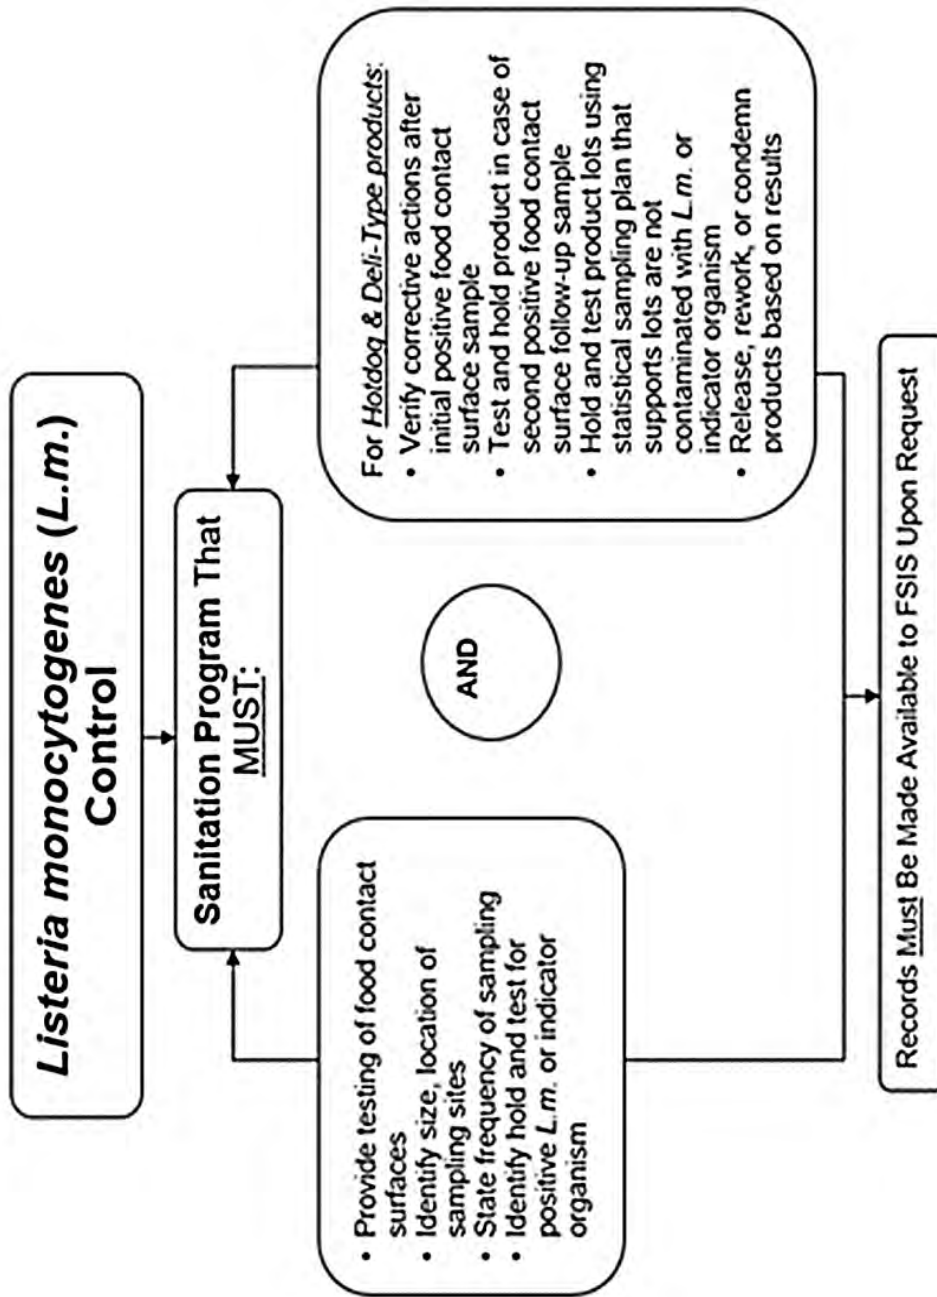 Listeria monocytogenes (L.m.)
Control
Sanitation Program That
MUST:
• Provide testing of food contact
surfaces
• Identify size, location of
sampling sites
• State frequency of sampling
• Identify hold and test for
positive L.m. or indicator
organism
AND
For Hotdog & Deli-Type products:
• Verify corrective actions after
initial positive food contact
surface sample
• Test and hold product in case of
second positive food contact
surface follow-up sample
• Hold and test product lots using
statistical sampling plan that
supports lots are not
contaminated with L.m. or
indicator organism
• Release, rework, or condemn
products based on results
Records Must Be Made Available to FSIS Upon Request